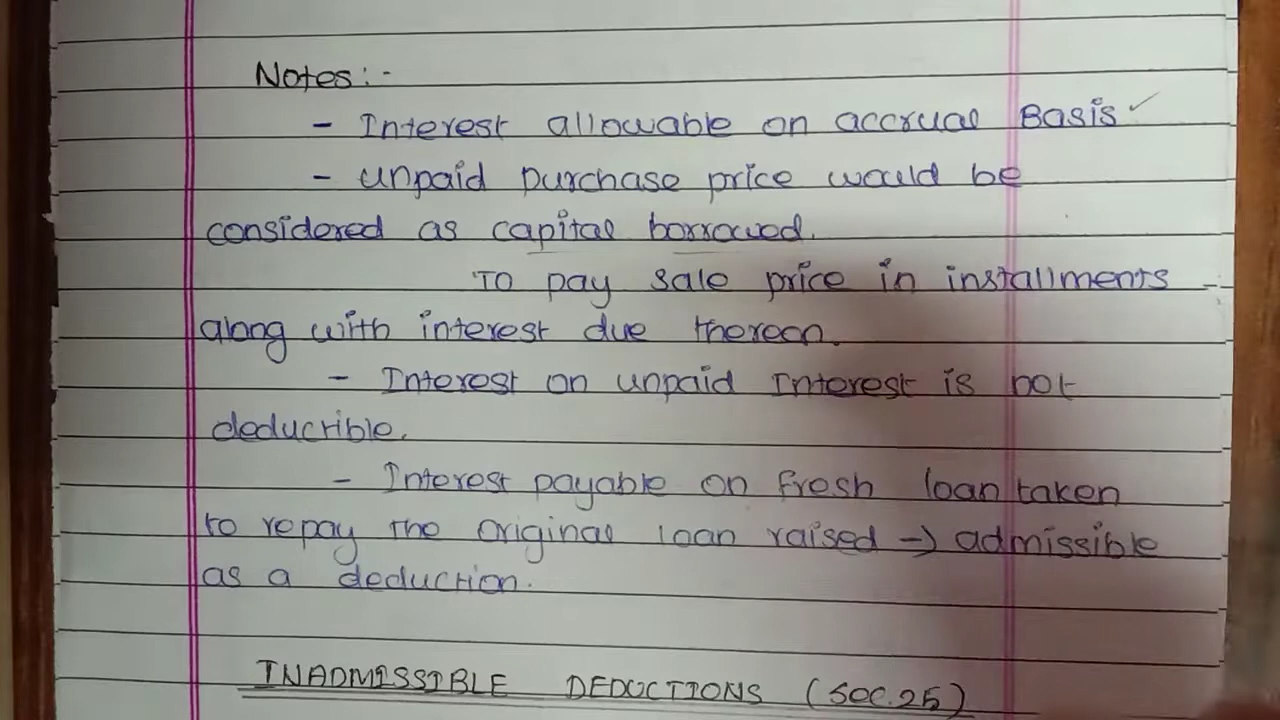 Notes:-
- Interest allowable on accrual Basis ✓
- unpaid purchase price would be
considered as capital borrowed.
To pay sale price in installments
along with interest due thereon.
- Interest on unpaid Interest is not
deductible.
- Interest payable on fresh loan taken
to repay the original loan raised → admissible
as a deduction.
INADMISSIBLE DEDUCTIONS (SEC.25)